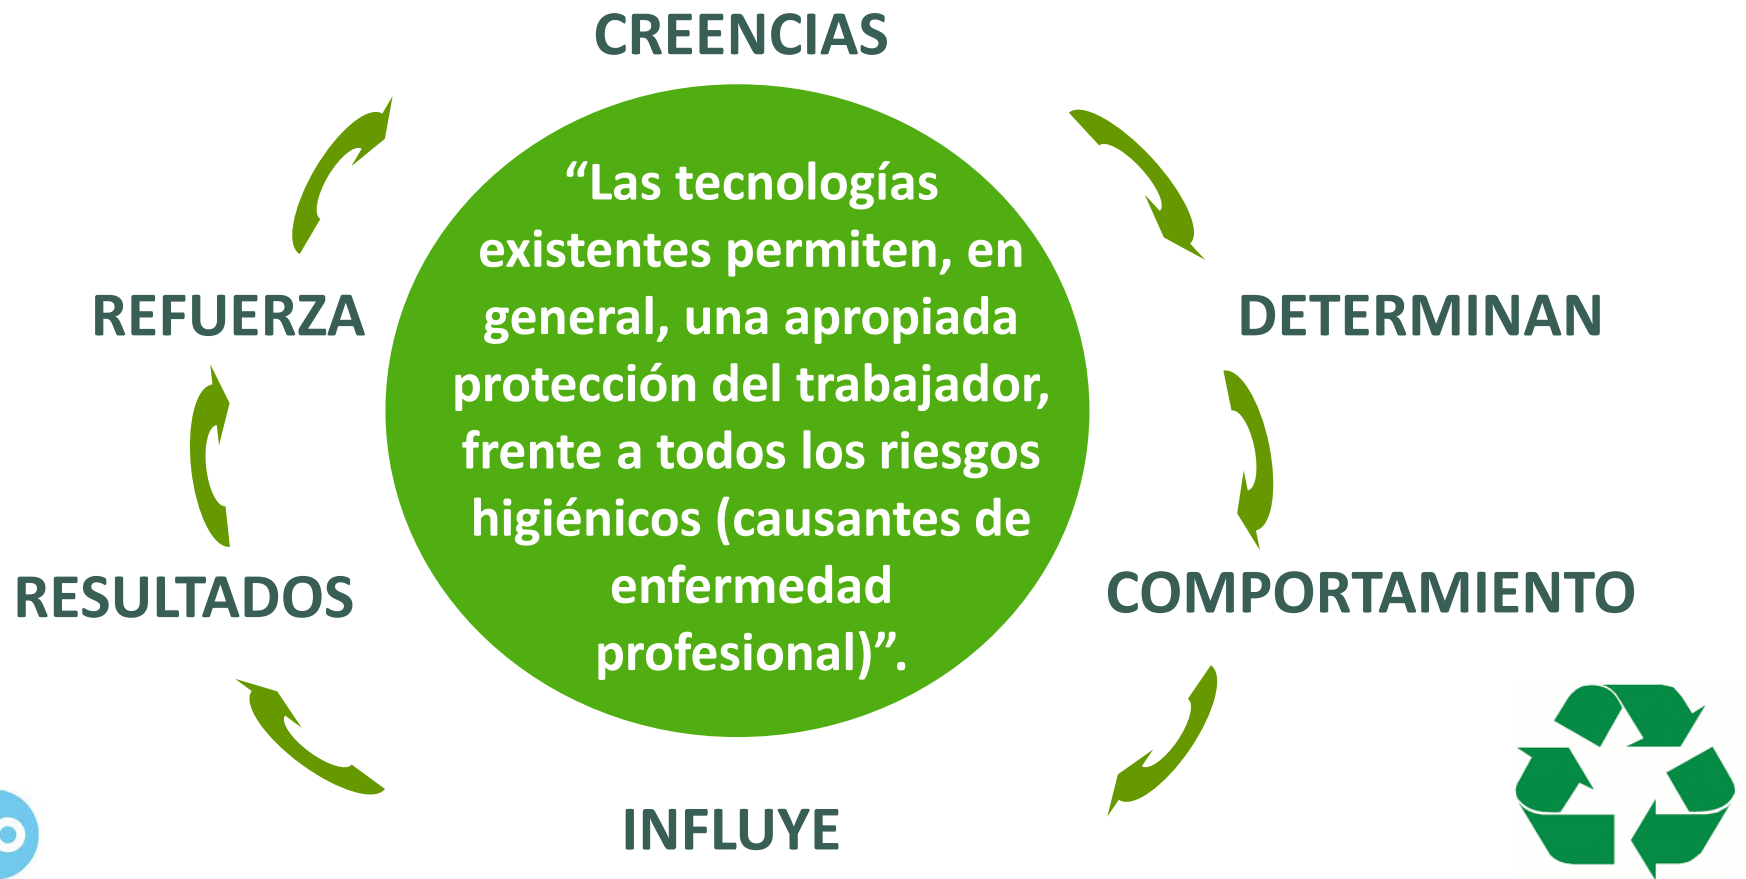 CREENCIAS
“Las tecnologías
existentes permiten, en
general, una apropiada
protección del trabajador,
frente a todos los riesgos
higiénicos (causantes de
enfermedad
profesional)”.
DETERMINAN
COMPORTAMIENTO
INFLUYE
RESULTADOS
REFUERZA